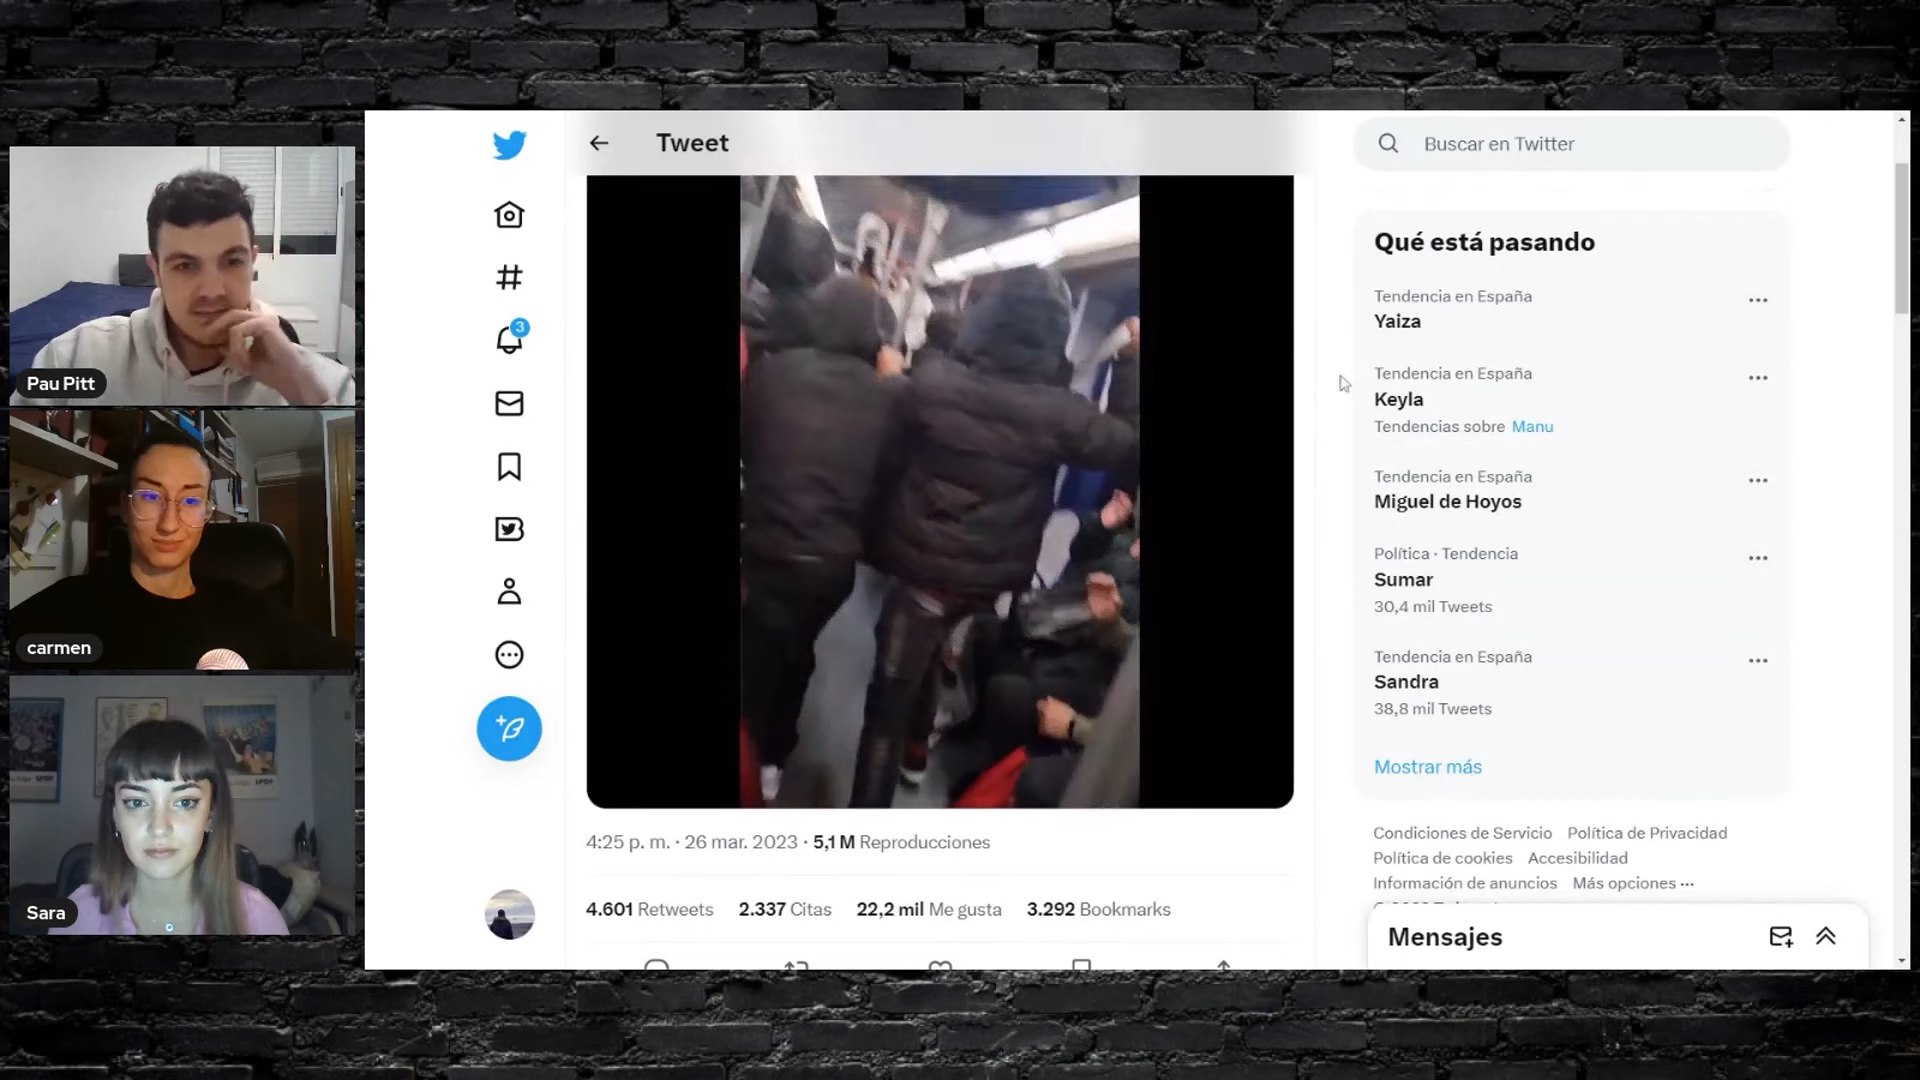 Pau Pitt
carmen
Sara
Tweet
3
4:25 p. m. · 26 mar. 2023 · 5,1 M Reproducciones
4.601 Retweets 2.337 Citas 22,2 mil Me gusta 3.292 Bookmarks
Buscar en Twitter
Qué está pasando
Tendencia en España
Yaiza
Tendencia en España
Keyla
Tendencias sobre Manu
Tendencia en España
Miguel de Hoyos
Política · Tendencia
Sumar
30,4 mil Tweets
Tendencia en España
Sandra
38,8 mil Tweets
Mostrar más
Condiciones de Servicio Política de Privacidad
Política de cookies Accesibilidad
Información de anuncios Más opciones ···
Mensajes